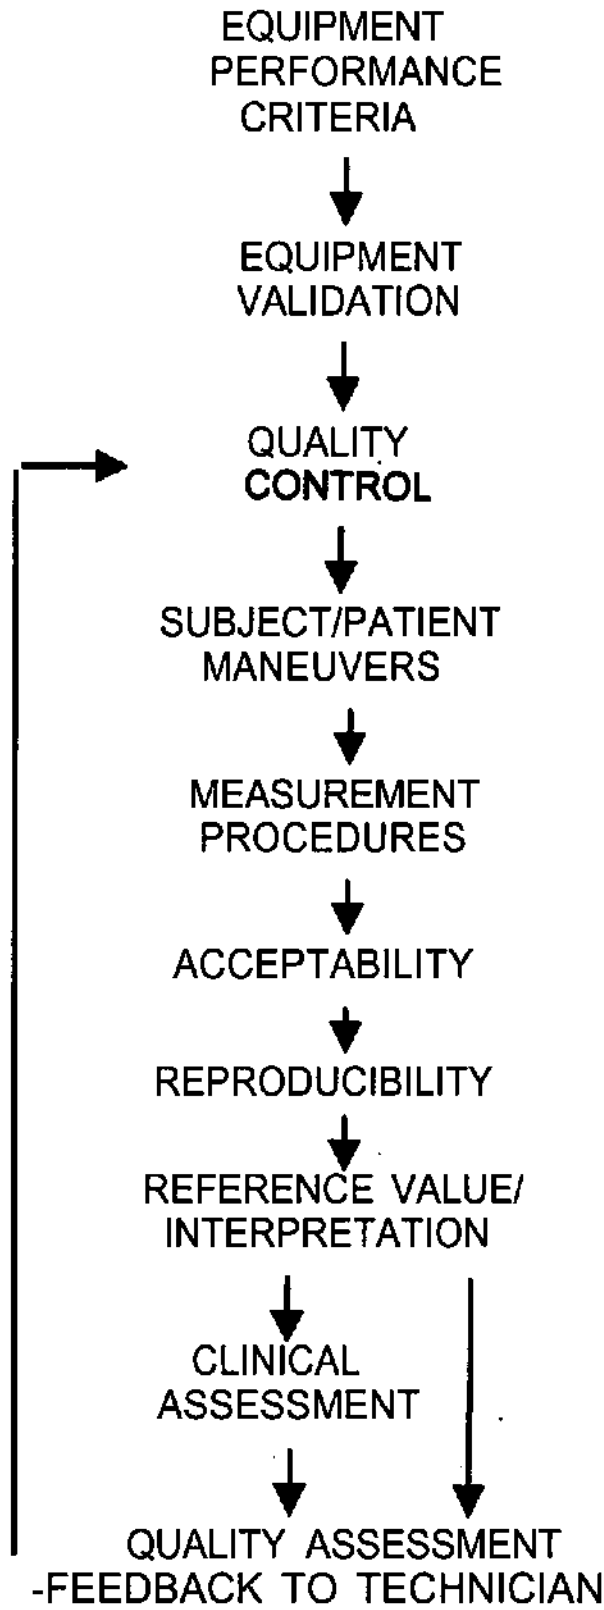 EQUIPMENT
PERFORMANCE
CRITERIA
EQUIPMENT
VALIDATION
QUALITY
CONTROL
SUBJECT/PATIENT
MANEUVERS
MEASUREMENT
PROCEDURES
ACCEPTABILITY
REPRODUCIBILITY
REFERENCE VALUE/
INTERPRETATION
CLINICAL
ASSESSMENT
QUALITY ASSESSMENT
-FEEDBACK TO TECHNICIAN